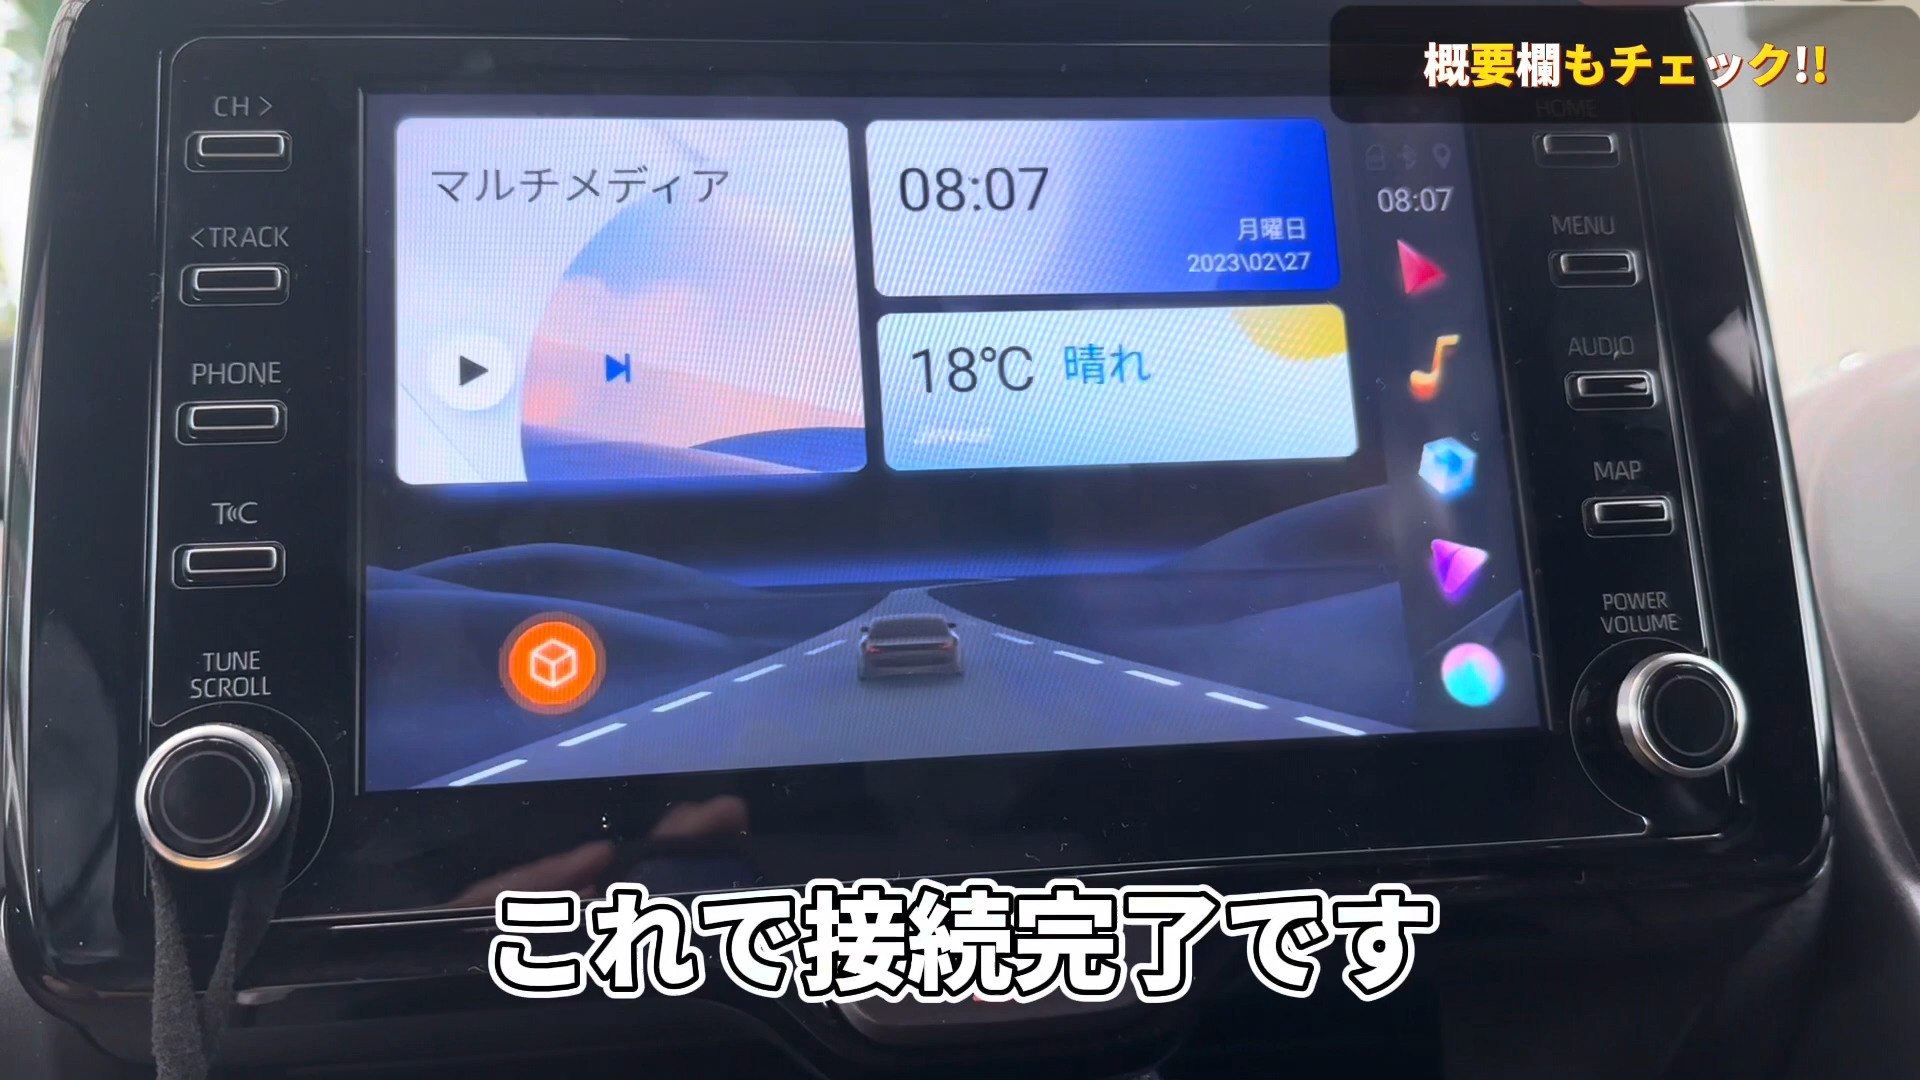 概要欄もチェック!!
CH >
<TRACK
PHONE
T«C
TUNE
SCROLL
マルチメディア
08:07
月曜日
2023\02\27
18℃ 晴れ
08:07
HOME
MENU
AUDIO
MAP
POWER
VOLUME
これで接続完了です